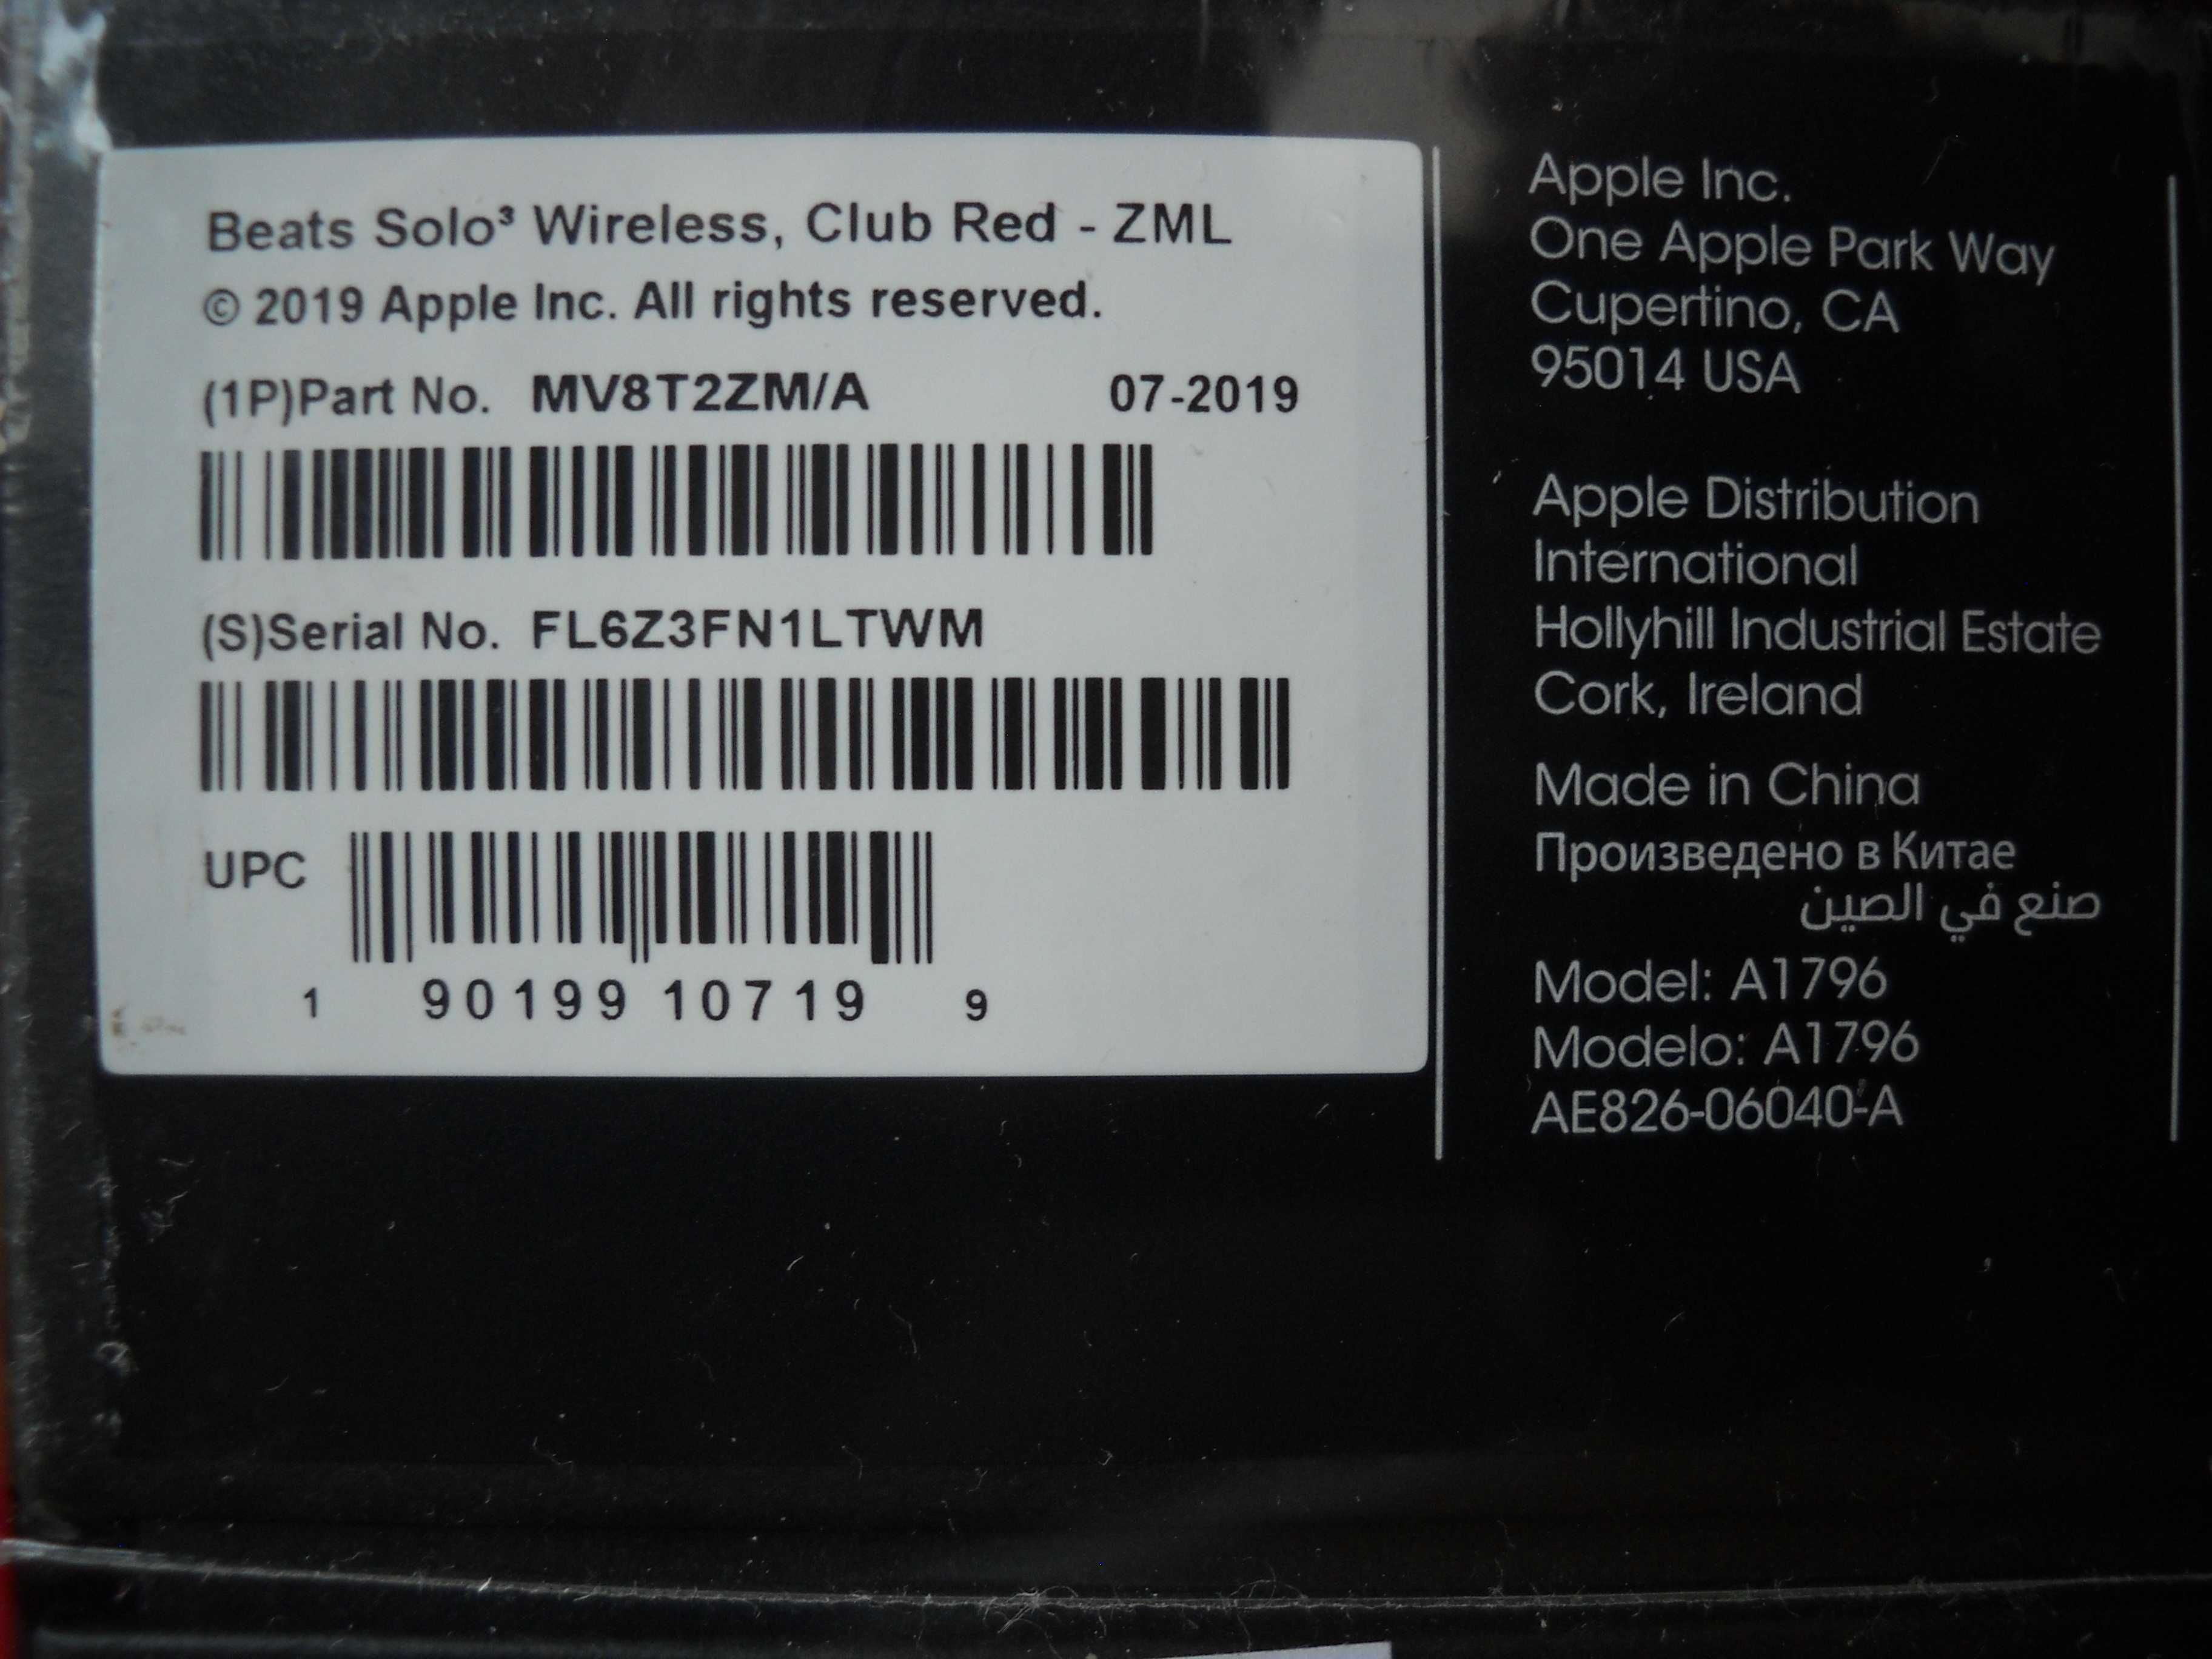 Beats Solo³ Wireless, Club Red - ZML
© 2019 Apple Inc. All rights reserved.
(1P)Part No. MV8T2ZM/A 07-2019
(S)Serial No. FL6Z3FN1LTWM
UPC
1 90199 10719 9
Apple Inc.
One Apple Park Way
Cupertino, CA
95014 USA
Apple Distribution
International
Hollyhill Industrial Estate
Cork, Ireland
Made in China
Произведено в Китае
صنع في الصين
Model: A1796
Modelo: A1796
AE826-06040-A